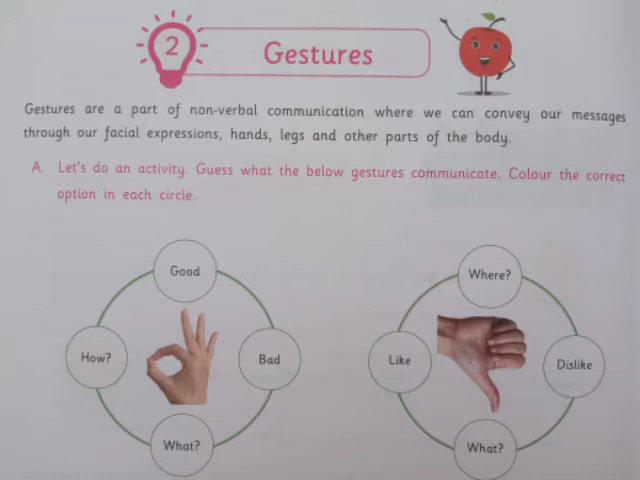 2
Gestures
Gestures are a part of non-verbal communication where we can convey our messages
through our facial expressions, hands, legs and other parts of the body.
A. Let's do an activity. Guess what the below gestures communicate. Colour the correct
option in each circle.
Good
How?
Bad
What?
Where?
Like
Dislike
What?